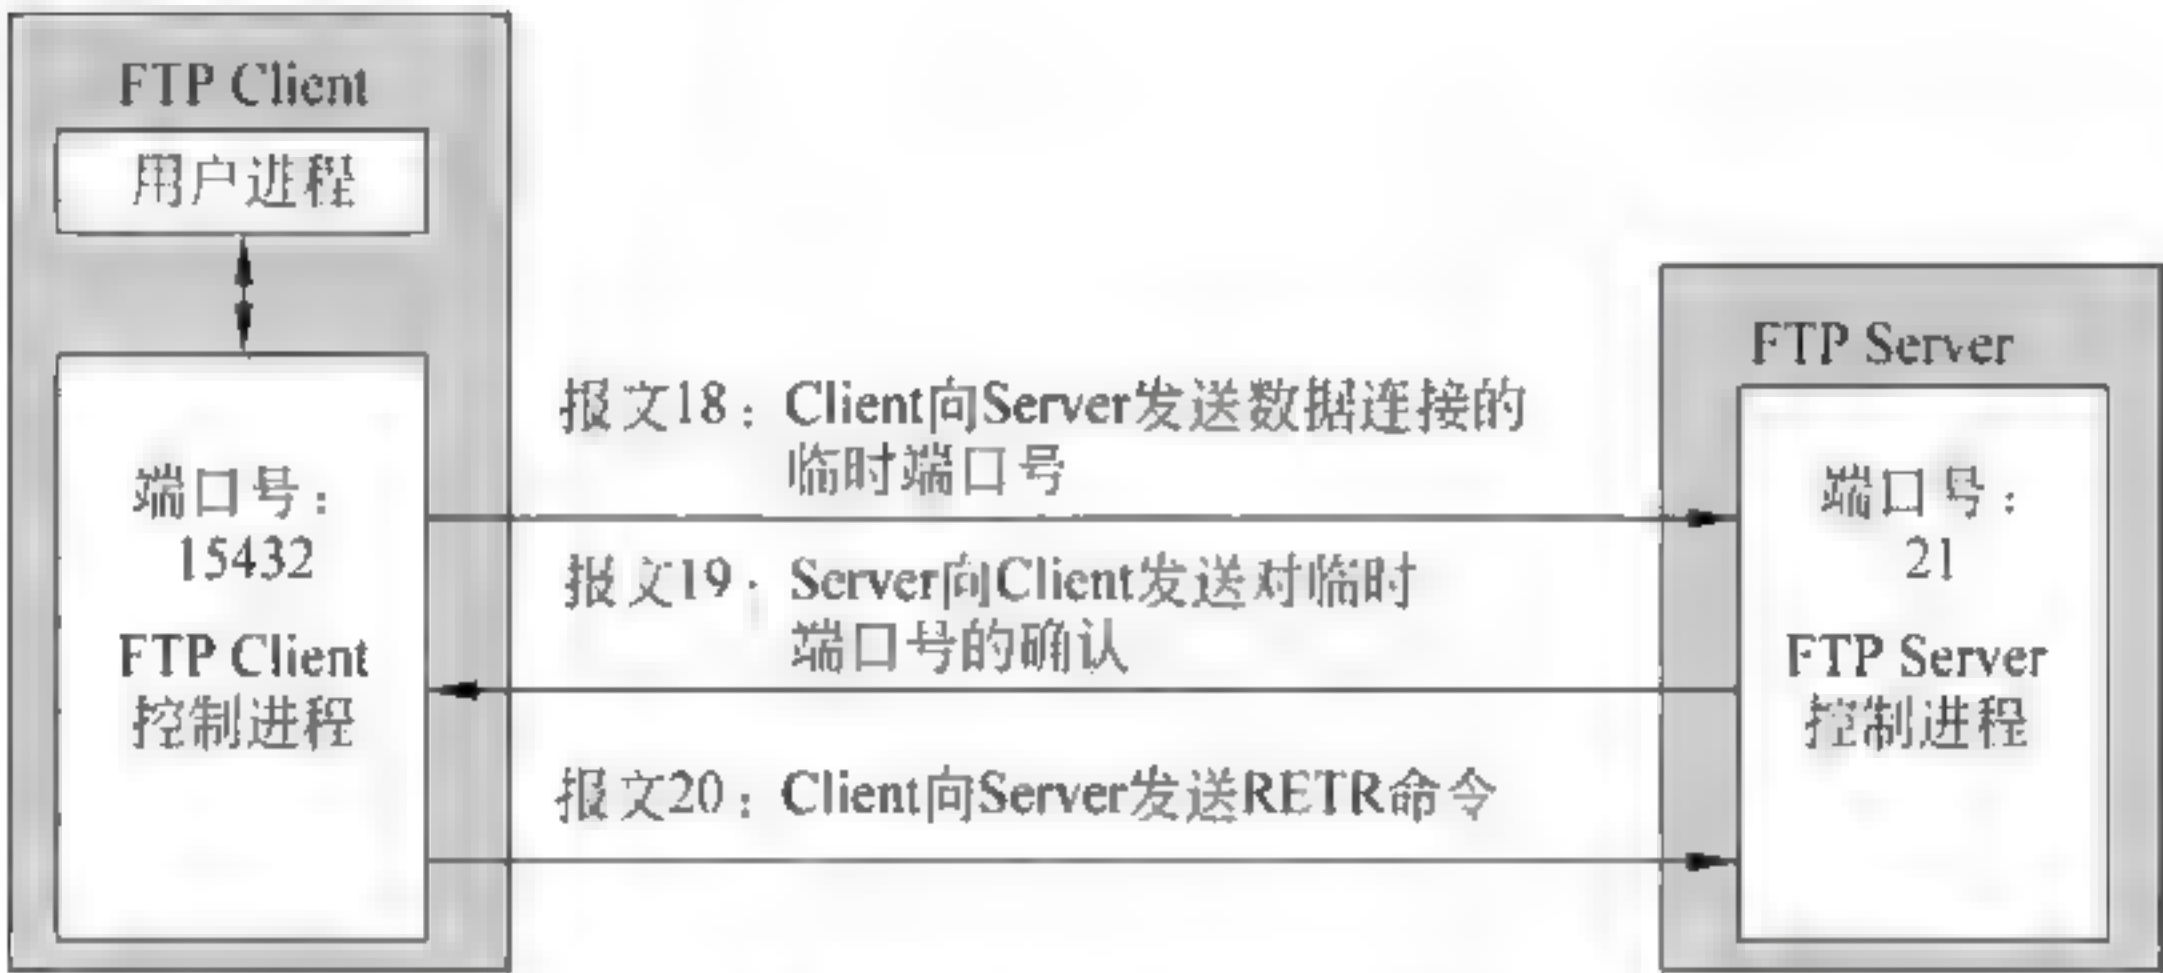 FTP Client
用户进程
端口号：
15432
FTP Client
控制进程
报文18：Client向Server发送数据连接的
临时端口号
报文19：Server向Client发送对临时
端口号的确认
报文20：Client向Server发送RETR命令
FTP Server
端口号：
21
FTP Server
控制进程